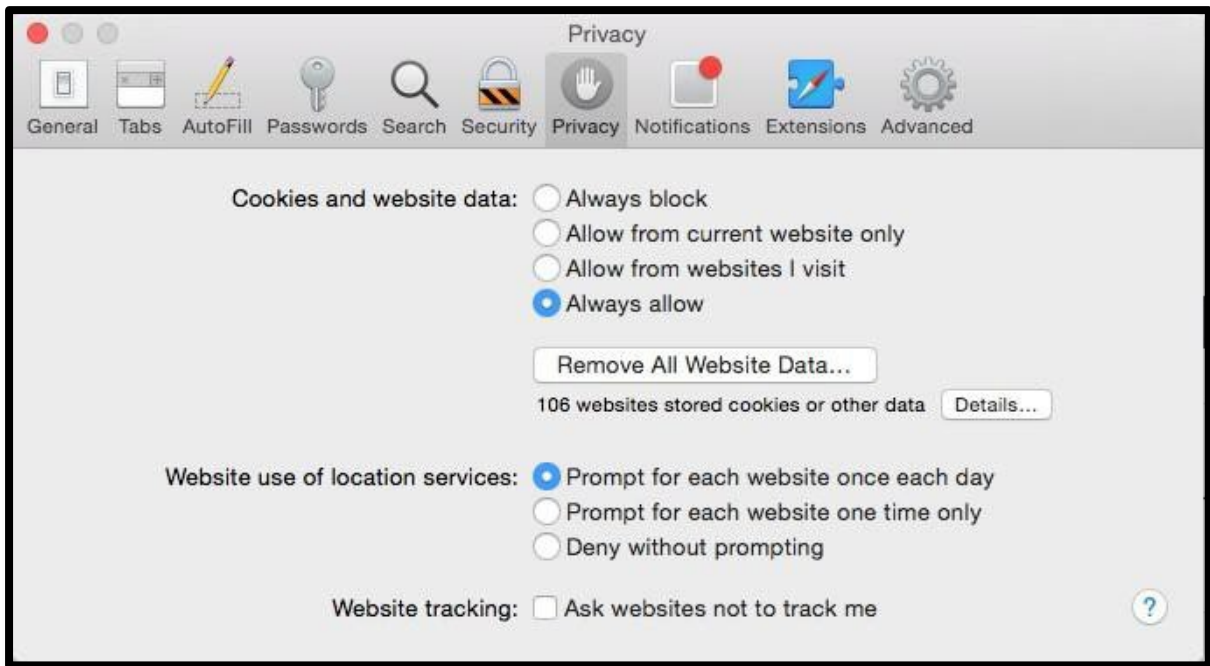 Privacy
General Tabs AutoFill Passwords Search Security Privacy Notifications Extensions Advanced
Cookies and website data: Always block
Allow from current website only
Allow from websites I visit
Always allow
Remove All Website Data...
106 websites stored cookies or other data Details...
Website use of location services: Prompt for each website once each day
Prompt for each website one time only
Deny without prompting
Website tracking: Ask websites not to track me ?